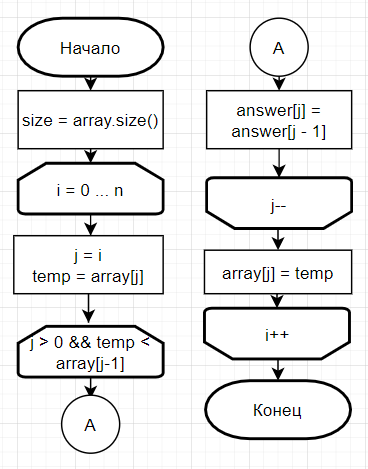 Начало
size = array.size()
i = 0 ... n
j = i
temp = array[j]
j > 0 && temp <
array[j-1]
A
A
answer[j] =
answer[j - 1]
j--
array[j] = temp
i++
Конец